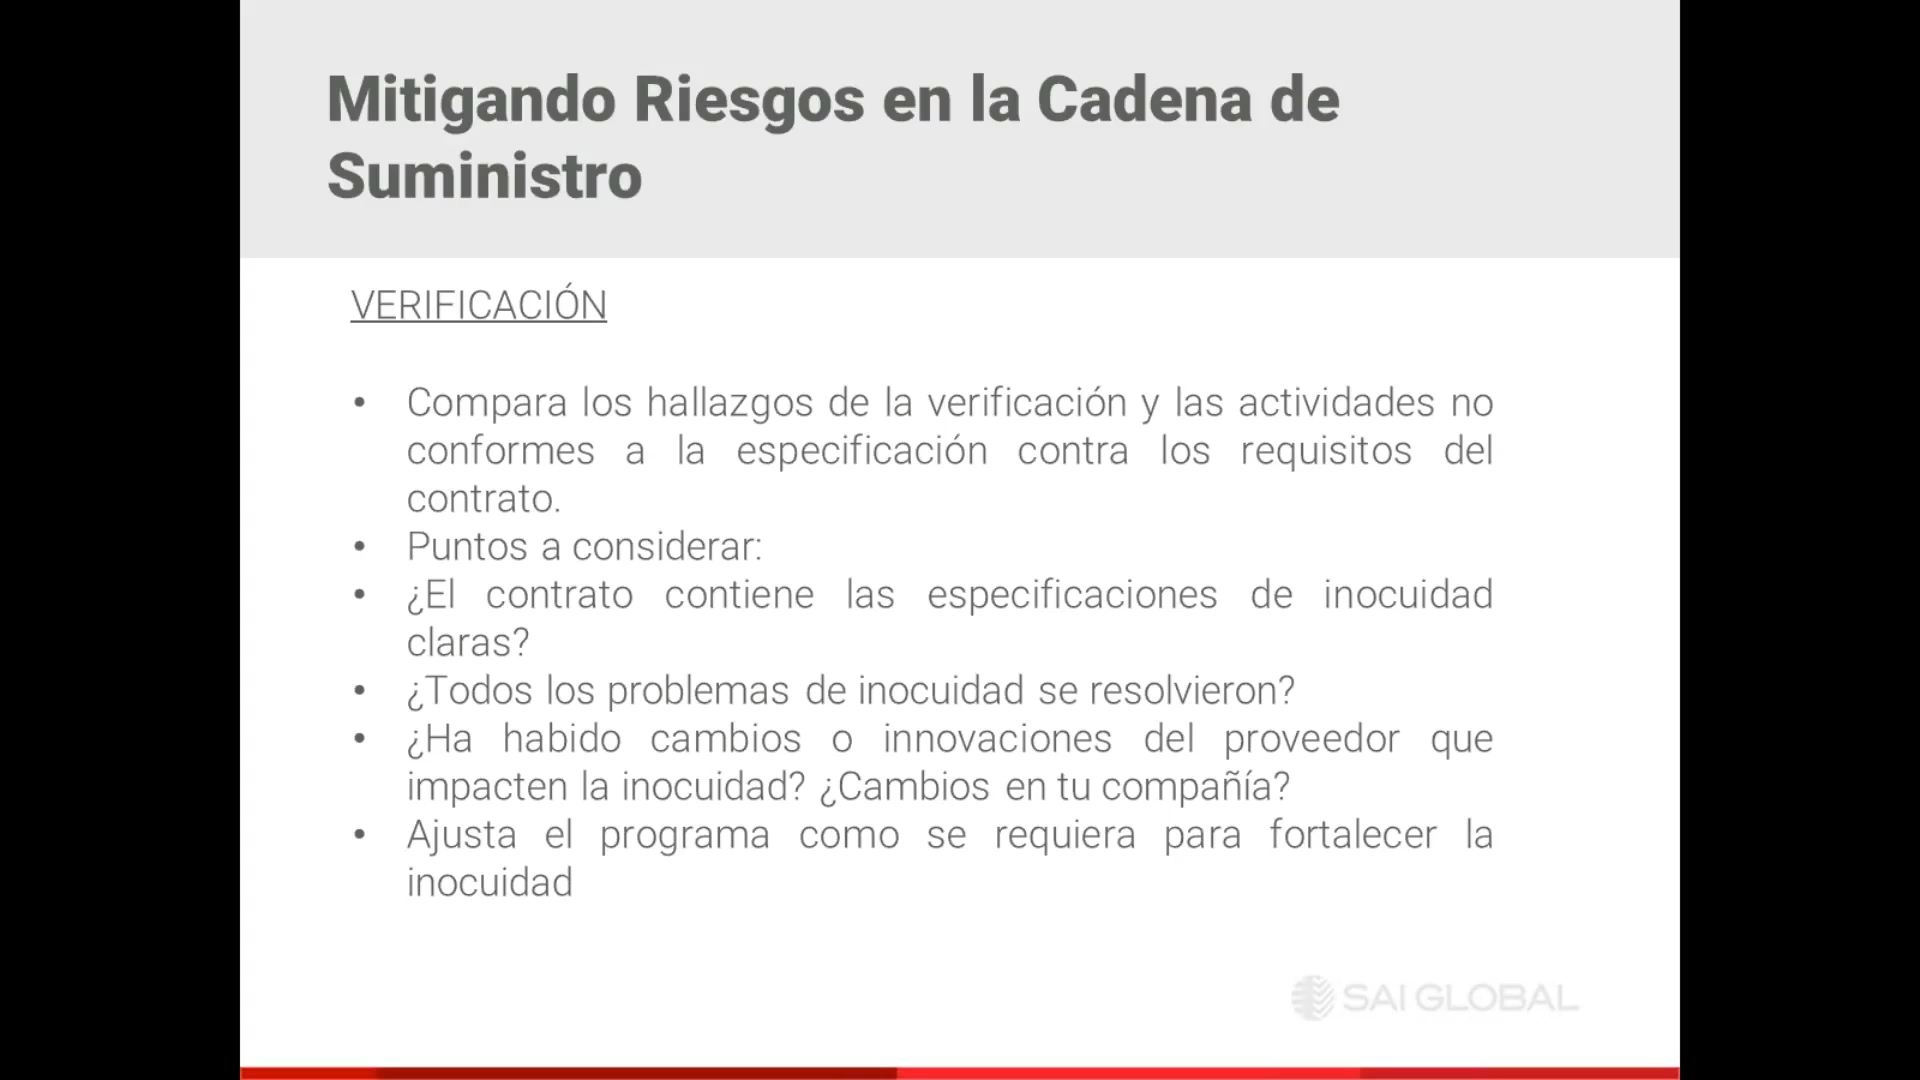 Mitigando Riesgos en la Cadena de
Suministro
VERIFICACIÓN
• Compara los hallazgos de la verificación y las actividades no
conformes a la especificación contra los requisitos del
contrato.
• Puntos a considerar:
• ¿El contrato contiene las especificaciones de inocuidad
claras?
• ¿Todos los problemas de inocuidad se resolvieron?
• ¿Ha habido cambios o innovaciones del proveedor que
impacten la inocuidad? ¿Cambios en tu compañía?
• Ajusta el programa como se requiera para fortalecer la
inocuidad
SAI GLOBAL